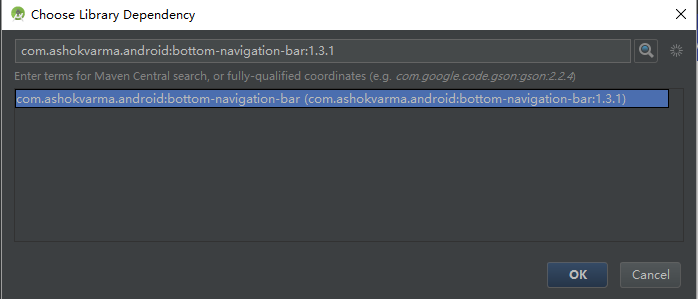 Choose Library Dependency
com.ashokvarma.android:bottom-navigation-bar:1.3.1
Enter terms for Maven Central search, or fully-qualified coordinates (e.g. com.google.code.gson:gson:2.2.4)
com.ashokvarma.android:bottom-navigation-bar (com.ashokvarma.android:bottom-navigation-bar:1.3.1)
OK Cancel